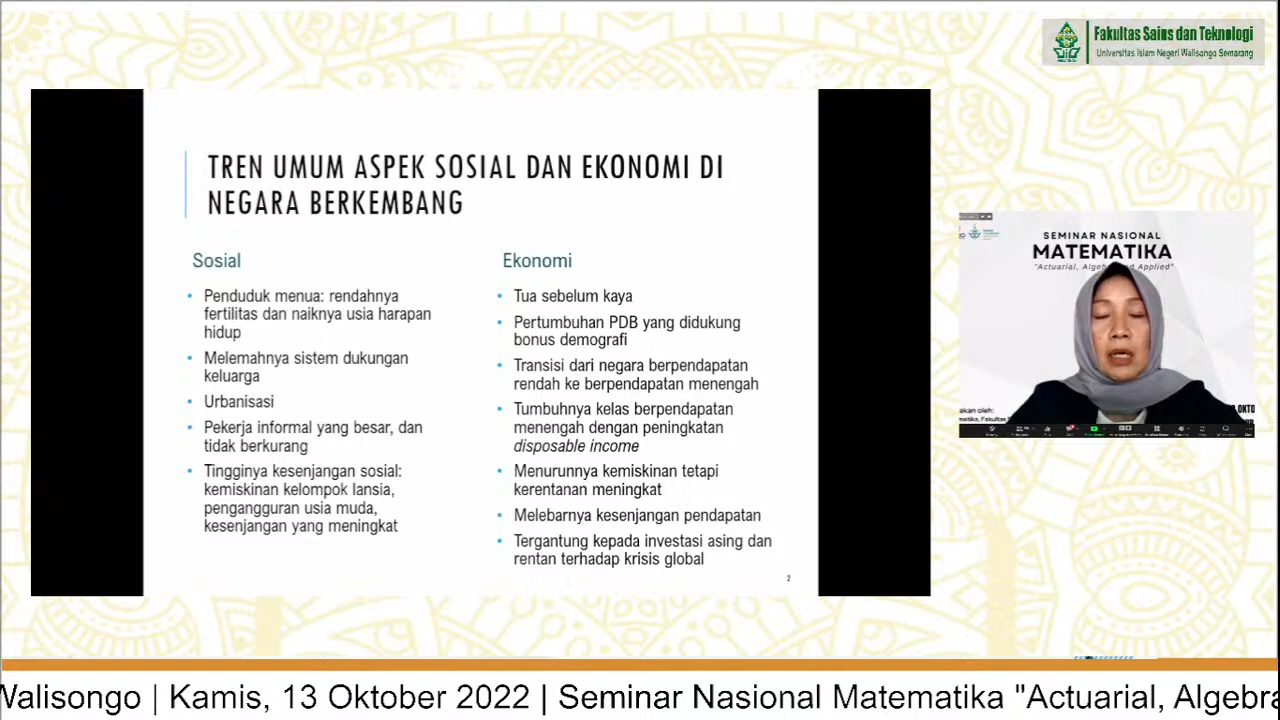 Fakultas Sains dan Teknologi
Universitas Islam Negeri Walisongo Semarang
TREN UMUM ASPEK SOSIAL DAN EKONOMI DI
NEGARA BERKEMBANG
Sosial
• Penduduk menua: rendahnya
fertilitas dan naiknya usia harapan
hidup
• Melemahnya sistem dukungan
keluarga
• Urbanisasi
• Pekerja informal yang besar, dan
tidak berkurang
• Tingginya kesenjangan sosial:
kemiskinan kelompok lansia,
pengangguran usia muda,
kesenjangan yang meningkat
Ekonomi
• Tua sebelum kaya
• Pertumbuhan PDB yang didukung
bonus demografi
• Transisi dari negara berpendapatan
rendah ke berpendapatan menengah
• Tumbuhnya kelas berpendapatan
menengah dengan peningkatan
disposable income
• Menurunnya kemiskinan tetapi
kerentanan meningkat
• Melebarnya kesenjangan pendapatan
• Tergantung kepada investasi asing dan
rentan terhadap krisis global
2
SEMINAR NASIONAL
MATEMATIKA
"Actuarial, Applied"
akan oleh:
OKTO
Walisongo | Kamis, 13 Oktober 2022 | Seminar Nasional Matematika "Actuarial, Algebra